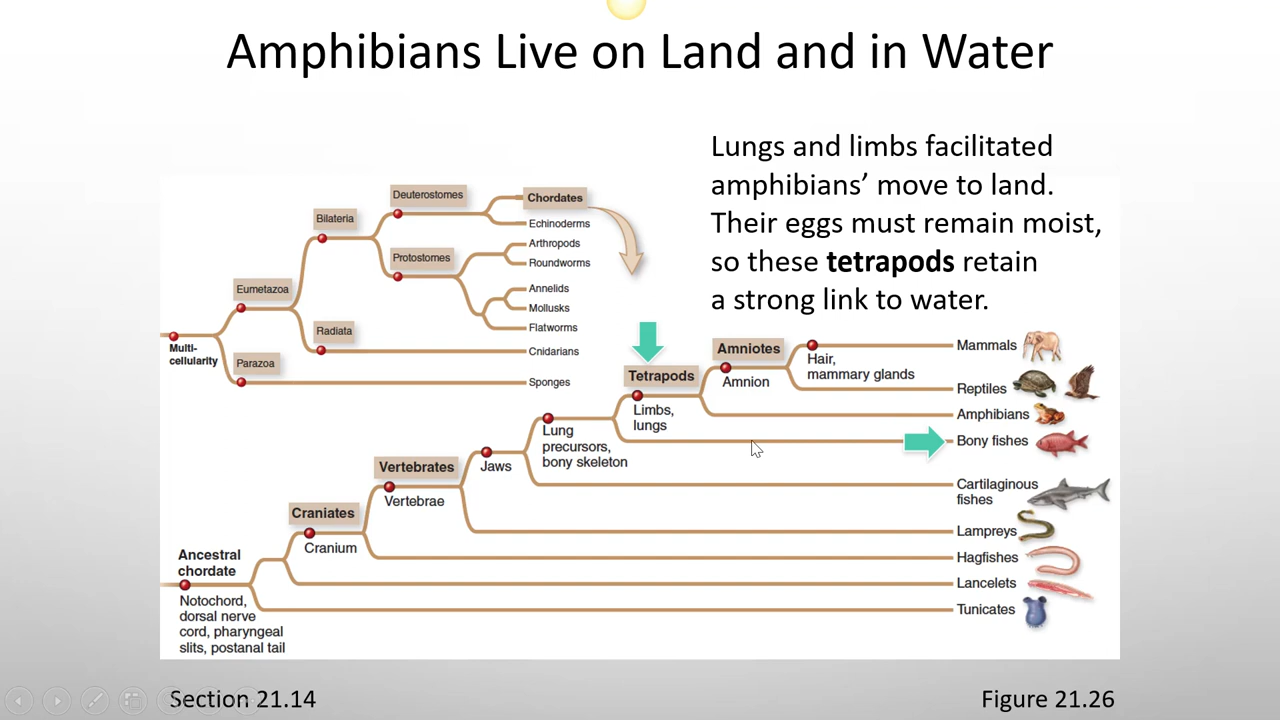 Amphibians Live on Land and in Water
Lungs and limbs facilitated
amphibians’ move to land.
Their eggs must remain moist,
so these tetrapods retain
a strong link to water.
Deuterostomes
Chordates
Bilateria
Echinoderms
Protostomes
Arthropods
Roundworms
Eumetazoa
Annelids
Mollusks
Flatworms
Radiata
Multi-
cellularity
Cnidarians
Parazoa
Sponges
Amniotes
Mammals
Hair,
mammary glands
Tetrapods
Amnion
Reptiles
Limbs,
lungs
Amphibians
Lung
precursors,
bony skeleton
Bony fishes
Vertebrates
Jaws
Cartilaginous
fishes
Vertebrae
Craniates
Lampreys
Cranium
Hagfishes
Ancestral
chordate
Lancelets
Notochord,
dorsal nerve
cord, pharyngeal
slits, postanal tail
Tunicates
Section 21.14
Figure 21.26